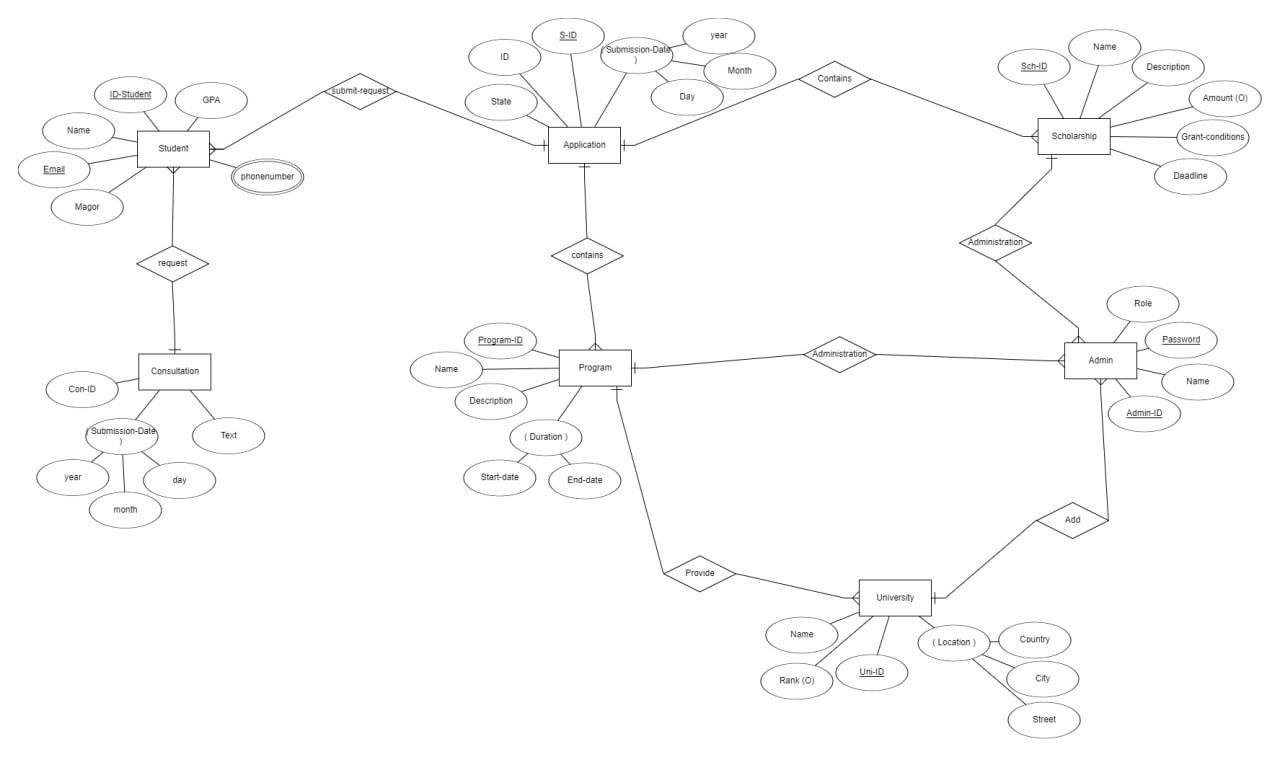 year
S-ID
( Submission-Date
)
Name
ID
Sch-ID
Description
Month
Contains
submit-request
ID-Student
GPA
State
Day
Amount (O)
Name
Student
Application
Scholarship
Grant-conditions
Email
phonenumber
Deadline
Magor
Administration
request
contains
Role
Program-ID
Password
Administration
Admin
Consultation
Name
Program
Name
Con-ID
Description
Admin-ID
( Submission-Date
)
Text
( Duration )
year
day
Start-date
End-date
month
Add
Provide
University
Name
( Location )
Country
Rank (O)
Uni-ID
City
Street